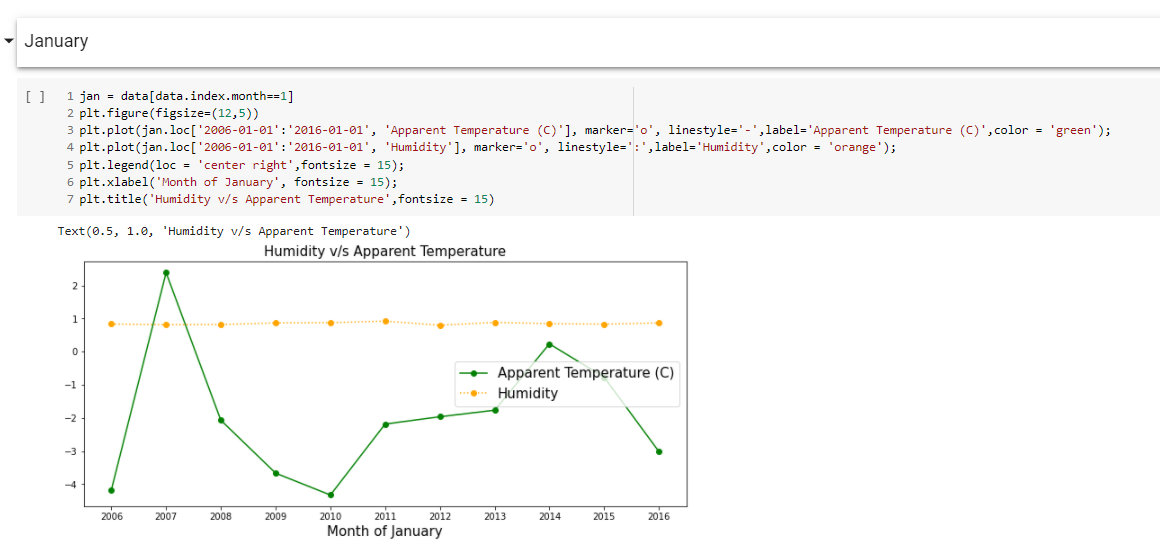 January
[ ]
1 jan = data[data.index.month==1]
2 plt.figure(figsize=(12,5))
3 plt.plot(jan.loc['2006-01-01':'2016-01-01', 'Apparent Temperature (C)'], marker='o', linestyle='-',label='Apparent Temperature (C)',color = 'green');
4 plt.plot(jan.loc['2006-01-01':'2016-01-01', 'Humidity'], marker='o', linestyle=':',label='Humidity',color = 'orange');
5 plt.legend(loc = 'center right',fontsize = 15);
6 plt.xlabel('Month of January', fontsize = 15);
7 plt.title('Humidity v/s Apparent Temperature',fontsize = 15)
Text(0.5, 1.0, 'Humidity v/s Apparent Temperature')
Humidity v/s Apparent Temperature
2
1
0
−1
−2
−3
−4
Apparent Temperature (C)
Humidity
2006 2007 2008 2009 2010 2011 2012 2013 2014 2015 2016
Month of January